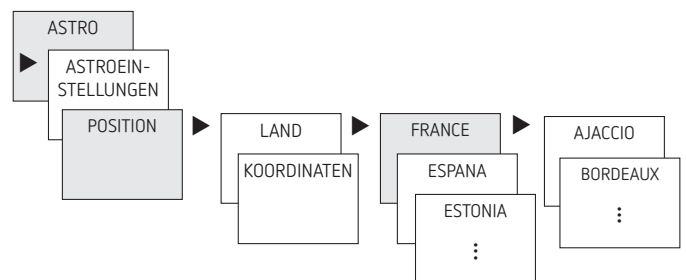 ASTRO
ASTROEIN-
STELLUNGEN
POSITION
LAND
KOORDINATEN
FRANCE
ESPANA
ESTONIA
AJACCIO
BORDEAUX